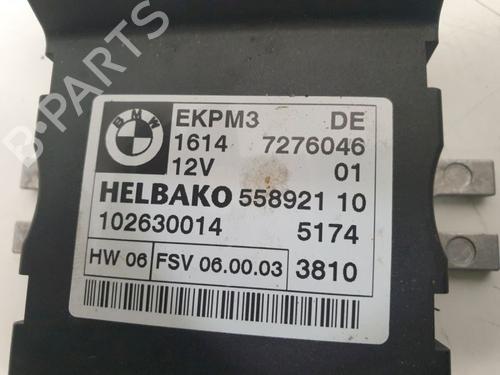 BMW
EKPM3 DE
1614 7276046
12V 01
HELBAKO 558921 10
102630014 5174
HW 06 FSV 06.00.03 3810
B-PARTS